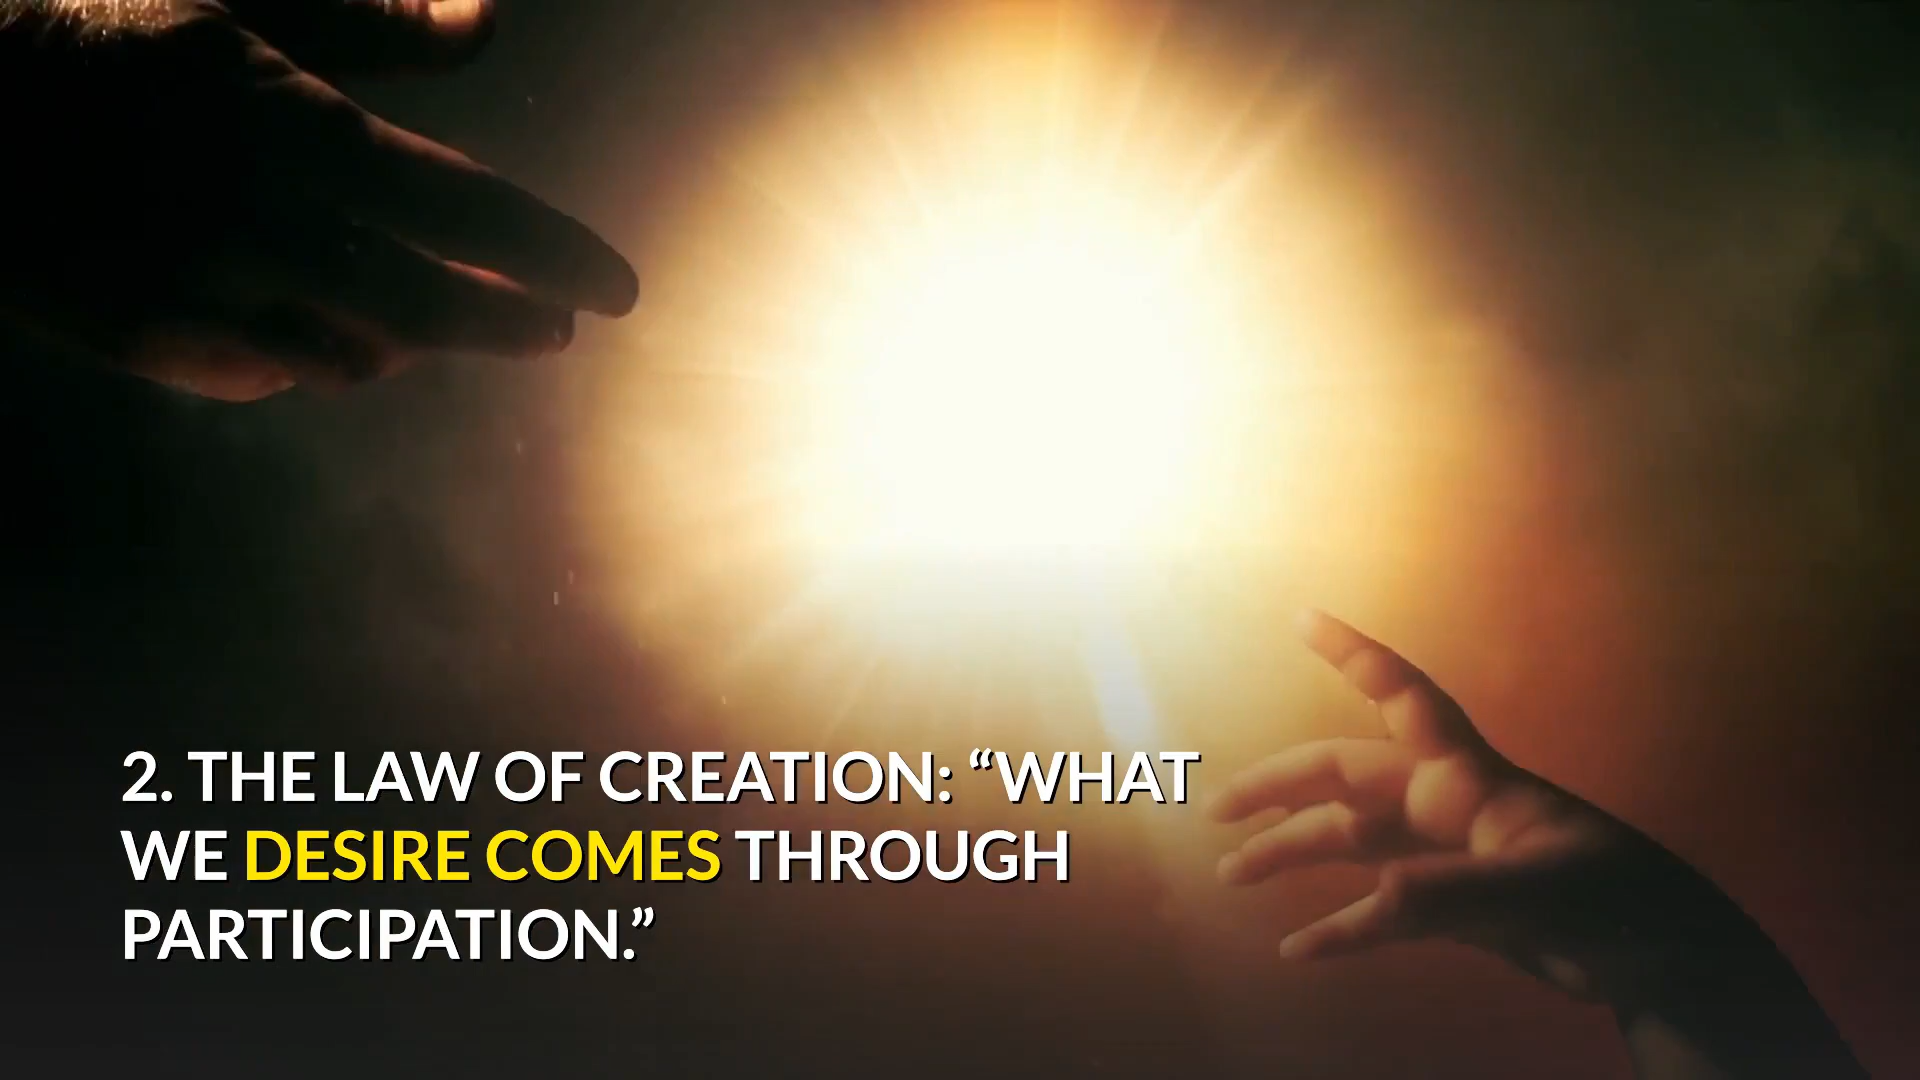 2. THE LAW OF CREATION: “WHAT
WE DESIRE COMES THROUGH
PARTICIPATION.”